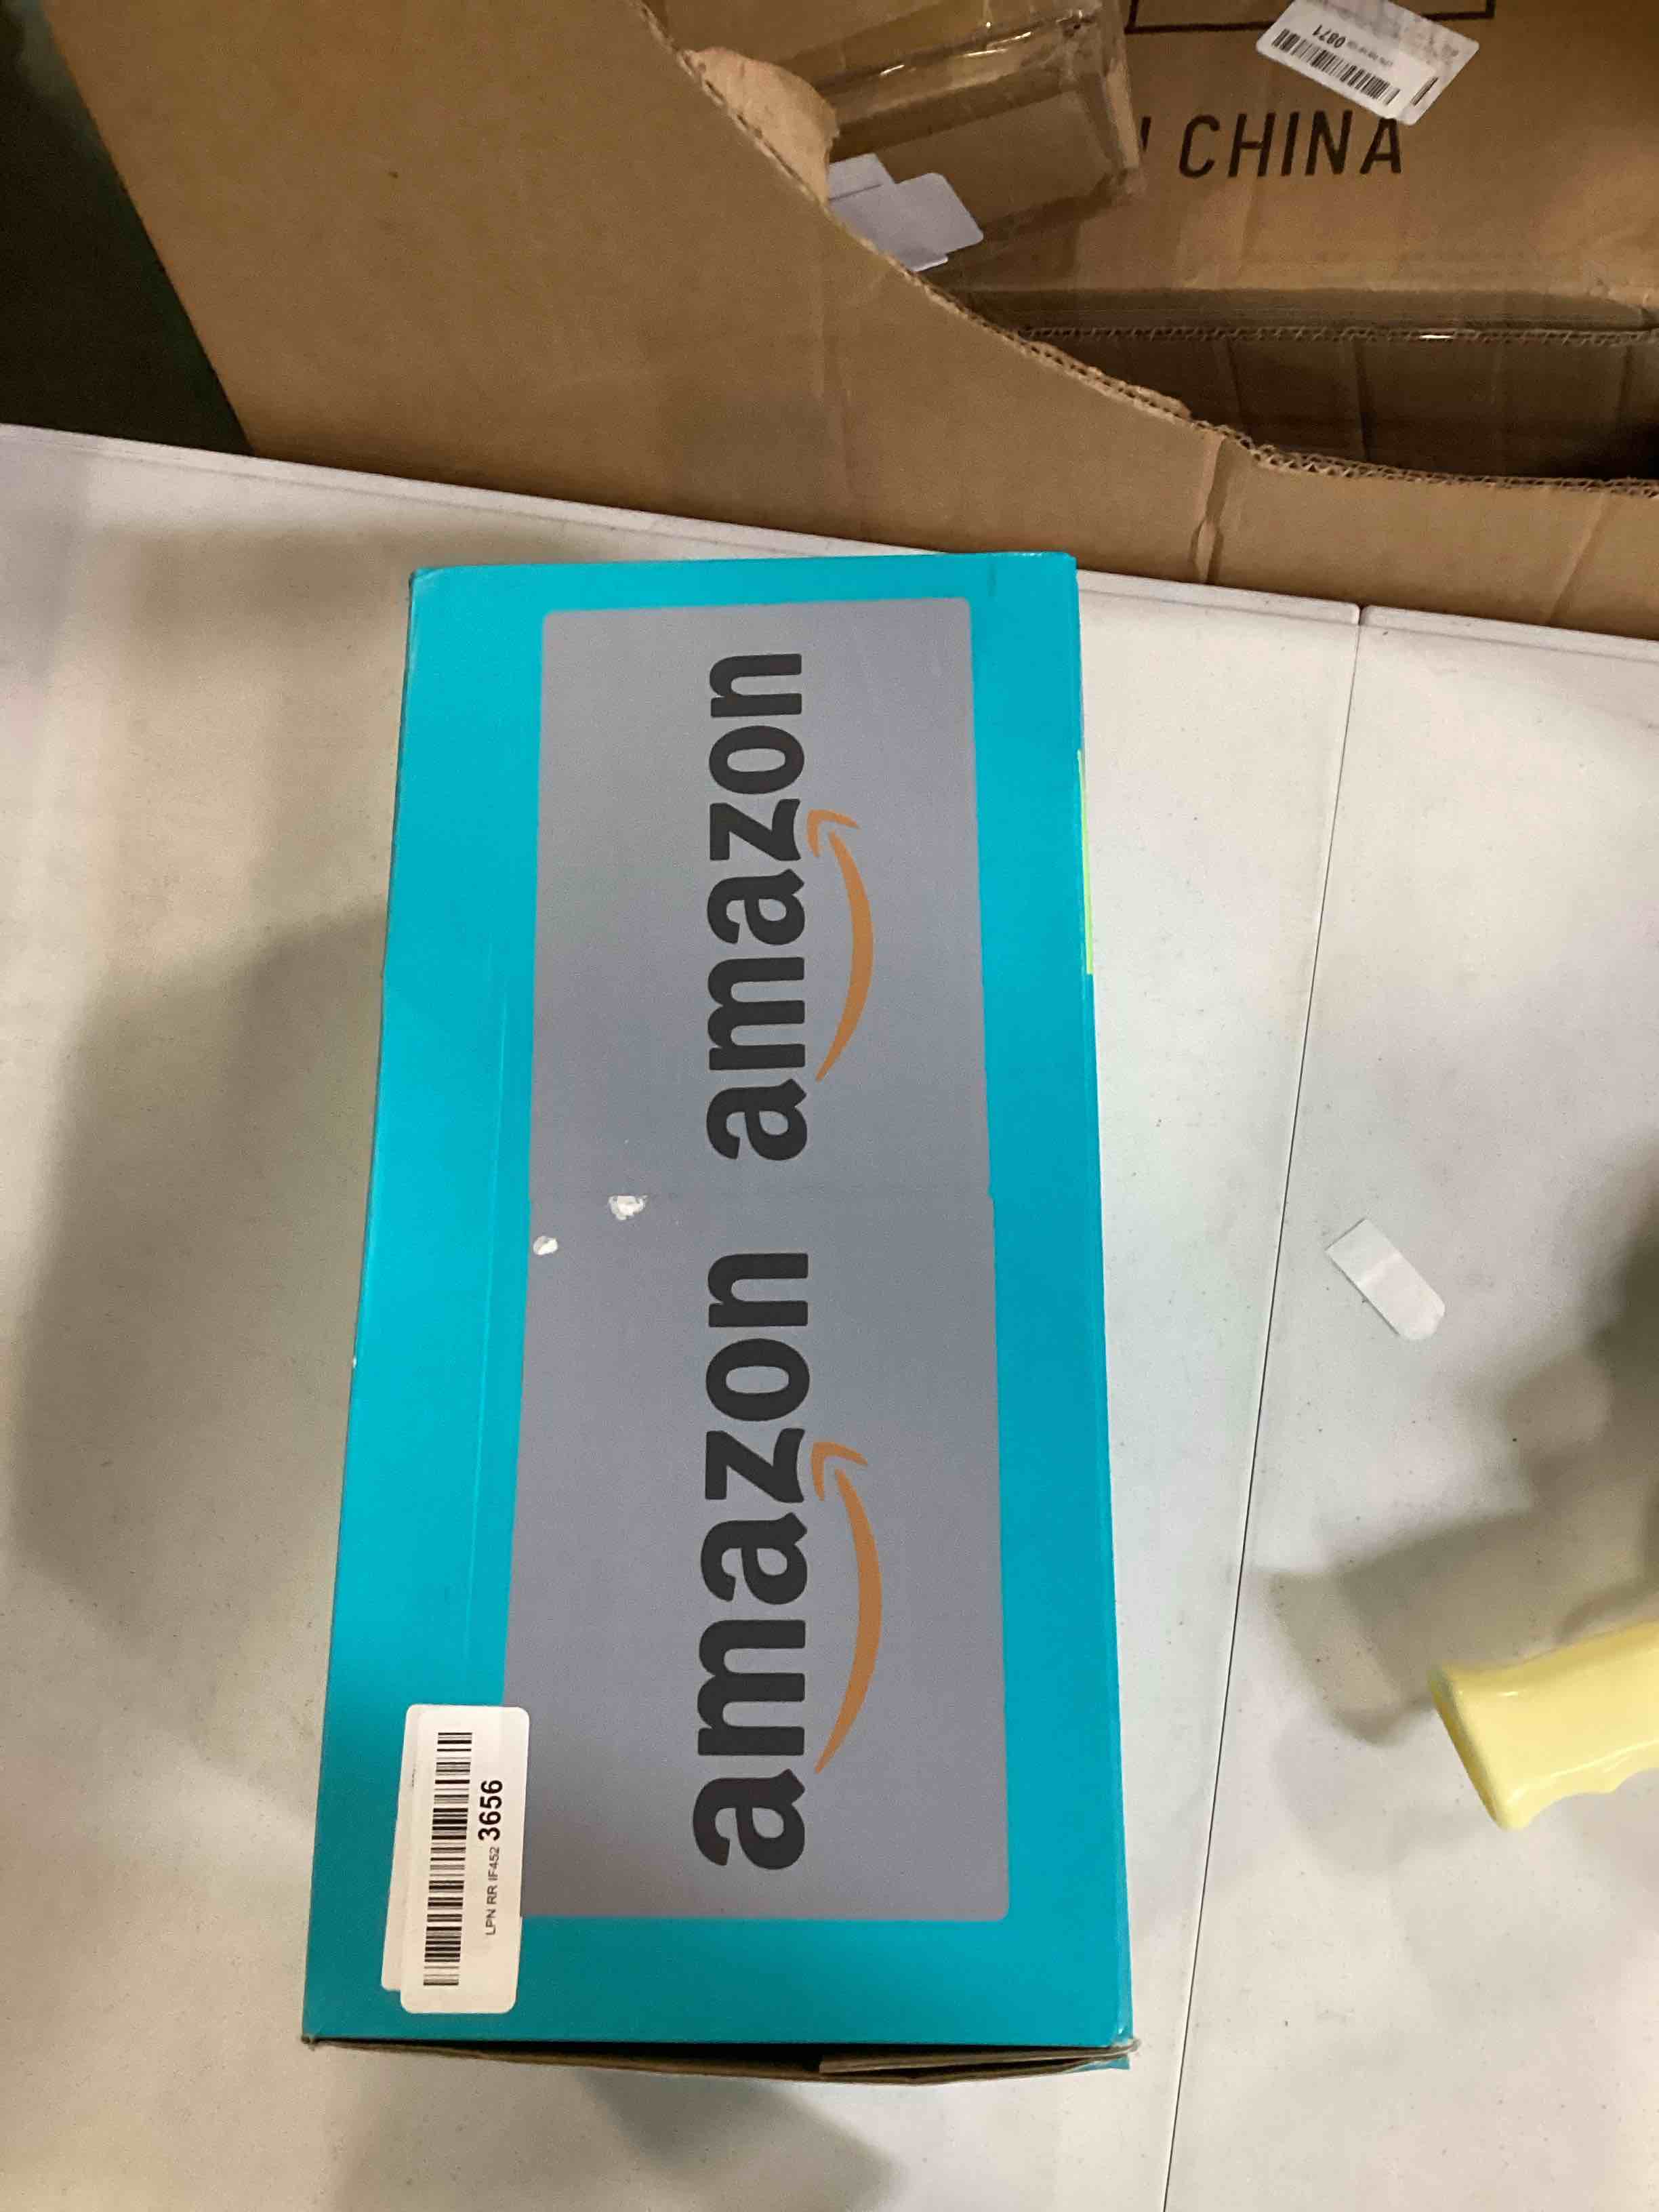 0871
CHINA
amazon
amazon
LPN RR IF452 3656